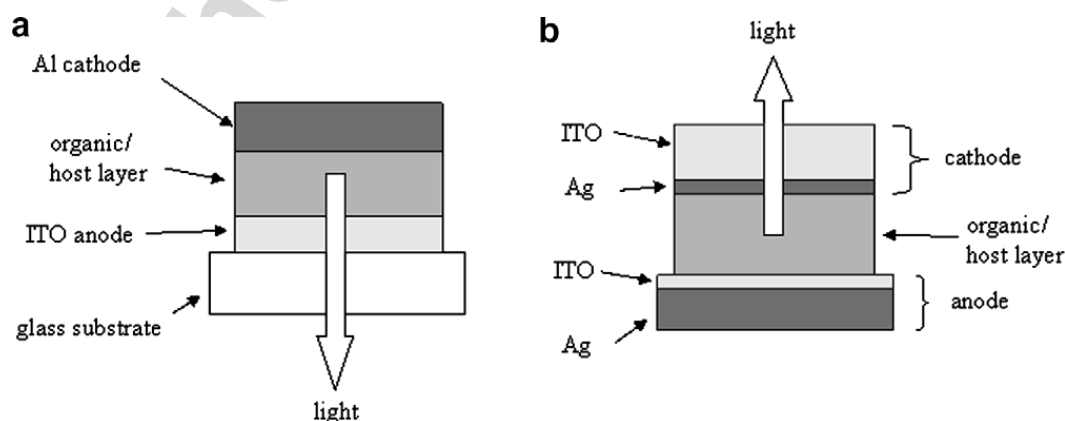 a
Al cathode
organic/
host layer
ITO anode
glass substrate
light
b
light
ITO
Ag
cathode
organic/
host layer
ITO
anode
Ag